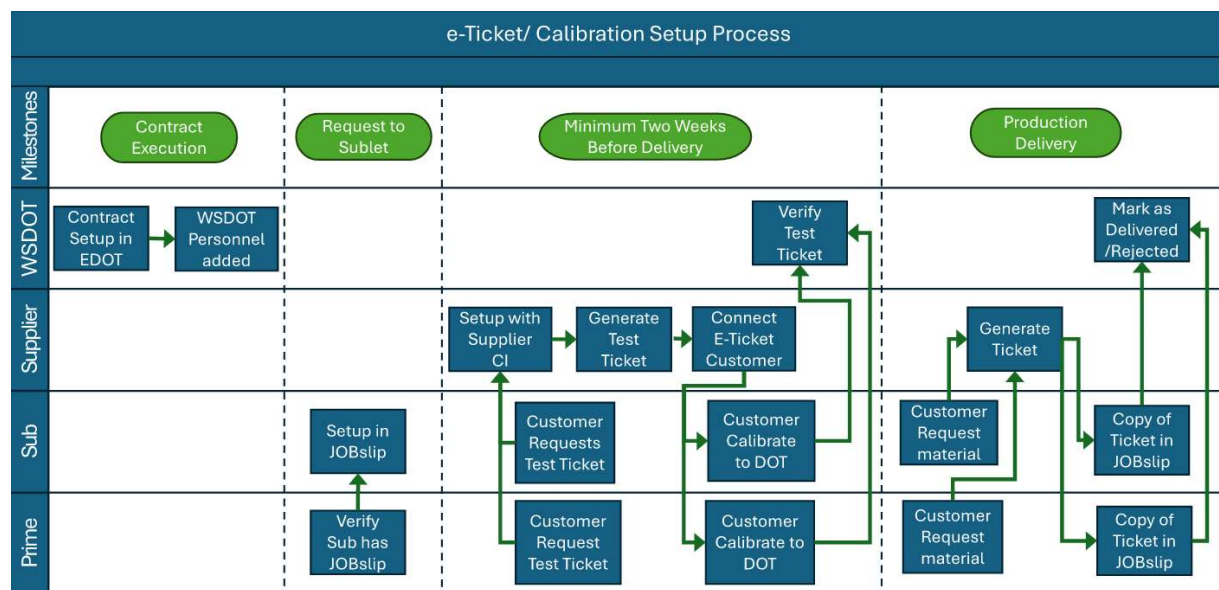 e-Ticket/ Calibration Setup Process
Milestones
Contract
Execution
Request to
Sublet
Minimum Two Weeks
Before Delivery
Production
Delivery
WSDOT
Contract
Setup in
EDOT
WSDOT
Personnel
added
Verify
Test
Ticket
Mark as
Delivered
/Rejected
Supplier
Setup with
Supplier
CI
Generate
Test
Ticket
Connect
E-Ticket
Customer
Generate
Ticket
Sub
Setup in
JOBslip
Customer
Requests
Test Ticket
Customer
Calibrate
to DOT
Customer
Request
material
Copy of
Ticket in
JOBslip
Prime
Verify
Sub has
JOBslip
Customer
Request
Test Ticket
Customer
Calibrate to
DOT
Customer
Request
material
Copy of
Ticket in
JOBslip